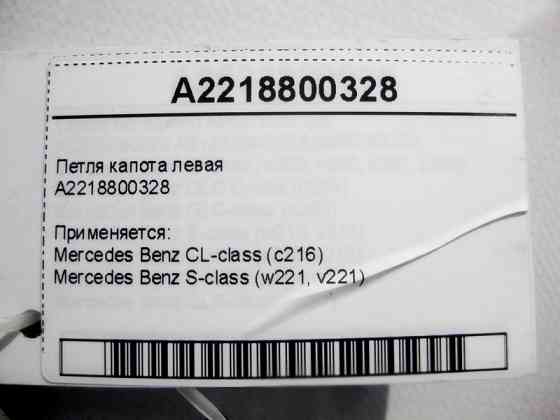 A2218800328
Петля капота левая
A2218800328
Применяется:
Mercedes Benz CL-class (c216)
Mercedes Benz S-class (w221, v221)